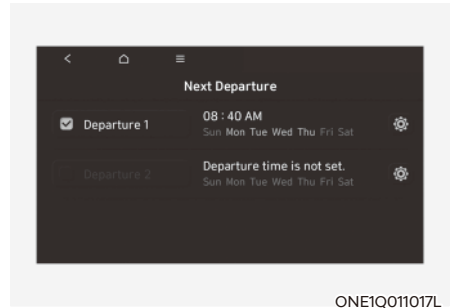 Next Departure
Departure 1
08 : 40 AM
Sun Mon Tue Wed Thu Fri Sat
Departure 2
Departure time is not set.
Sun Mon Tue Wed Thu Fri Sat
ONE1Q011017L